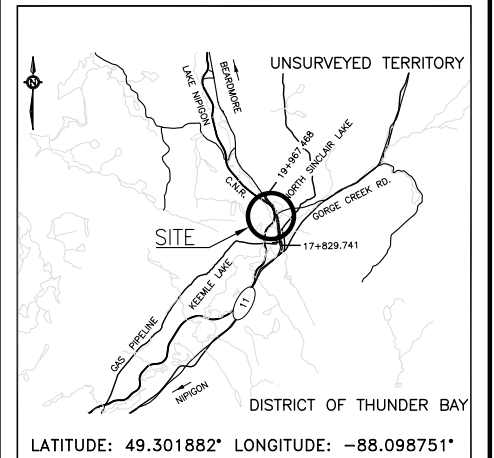 N
UNSURVEYED TERRITORY
LAKE NIPIGON
BEARDMORE
C.N.R.
19+967.468
NORTH SINCLAIR LAKE
GORGE CREEK RD.
SITE
17+829.741
KEEMLE LAKE
GAS PIPELINE
11
NIPIGON
DISTRICT OF THUNDER BAY
LATITUDE: 49.301882° LONGITUDE: -88.098751°